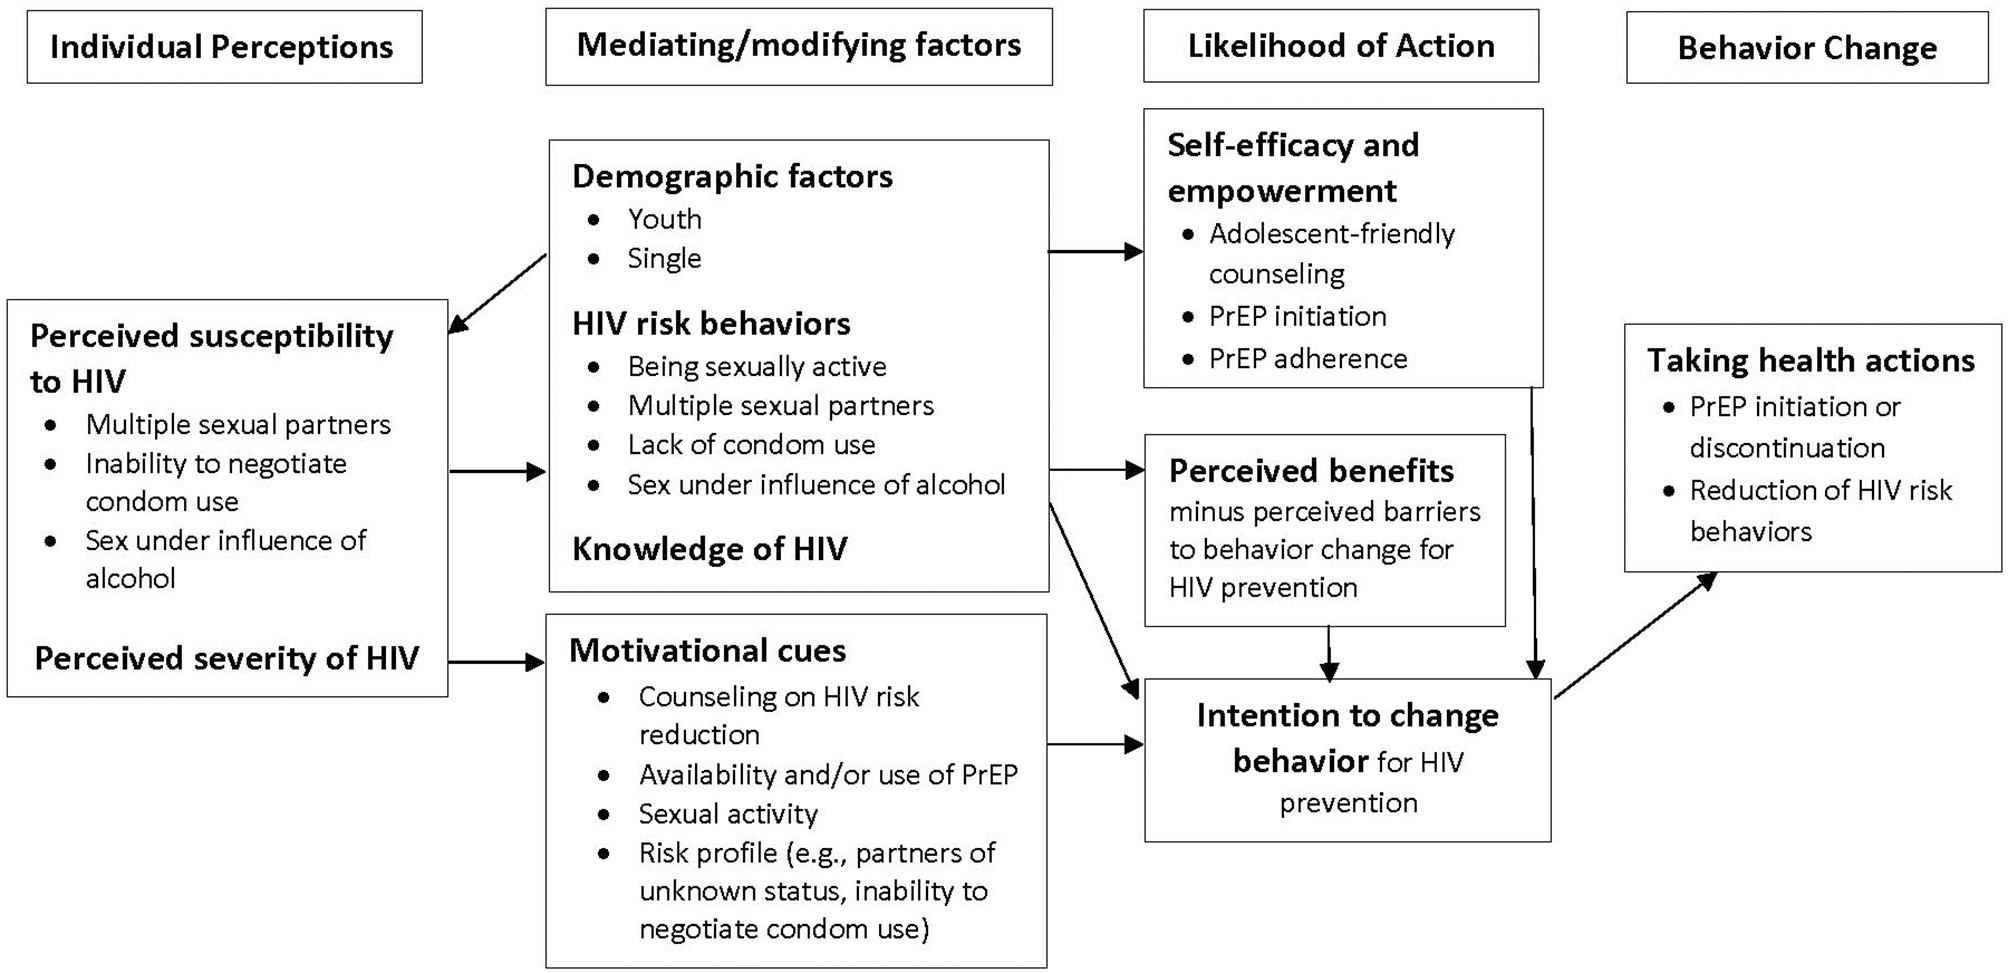 Individual Perceptions
Mediating/modifying factors
Likelihood of Action
Behavior Change
Perceived susceptibility
to HIV
• Multiple sexual partners
• Inability to negotiate
condom use
• Sex under influence of
alcohol
Perceived severity of HIV
Demographic factors
• Youth
• Single
HIV risk behaviors
• Being sexually active
• Multiple sexual partners
• Lack of condom use
• Sex under influence of alcohol
Knowledge of HIV
Motivational cues
• Counseling on HIV risk
reduction
• Availability and/or use of PrEP
• Sexual activity
• Risk profile (e.g., partners of
unknown status, inability to
negotiate condom use)
Self-efficacy and
empowerment
• Adolescent-friendly
counseling
• PrEP initiation
• PrEP adherence
Perceived benefits
minus perceived barriers
to behavior change for
HIV prevention
Intention to change
behavior for HIV
prevention
Taking health actions
• PrEP initiation or
discontinuation
• Reduction of HIV risk
behaviors